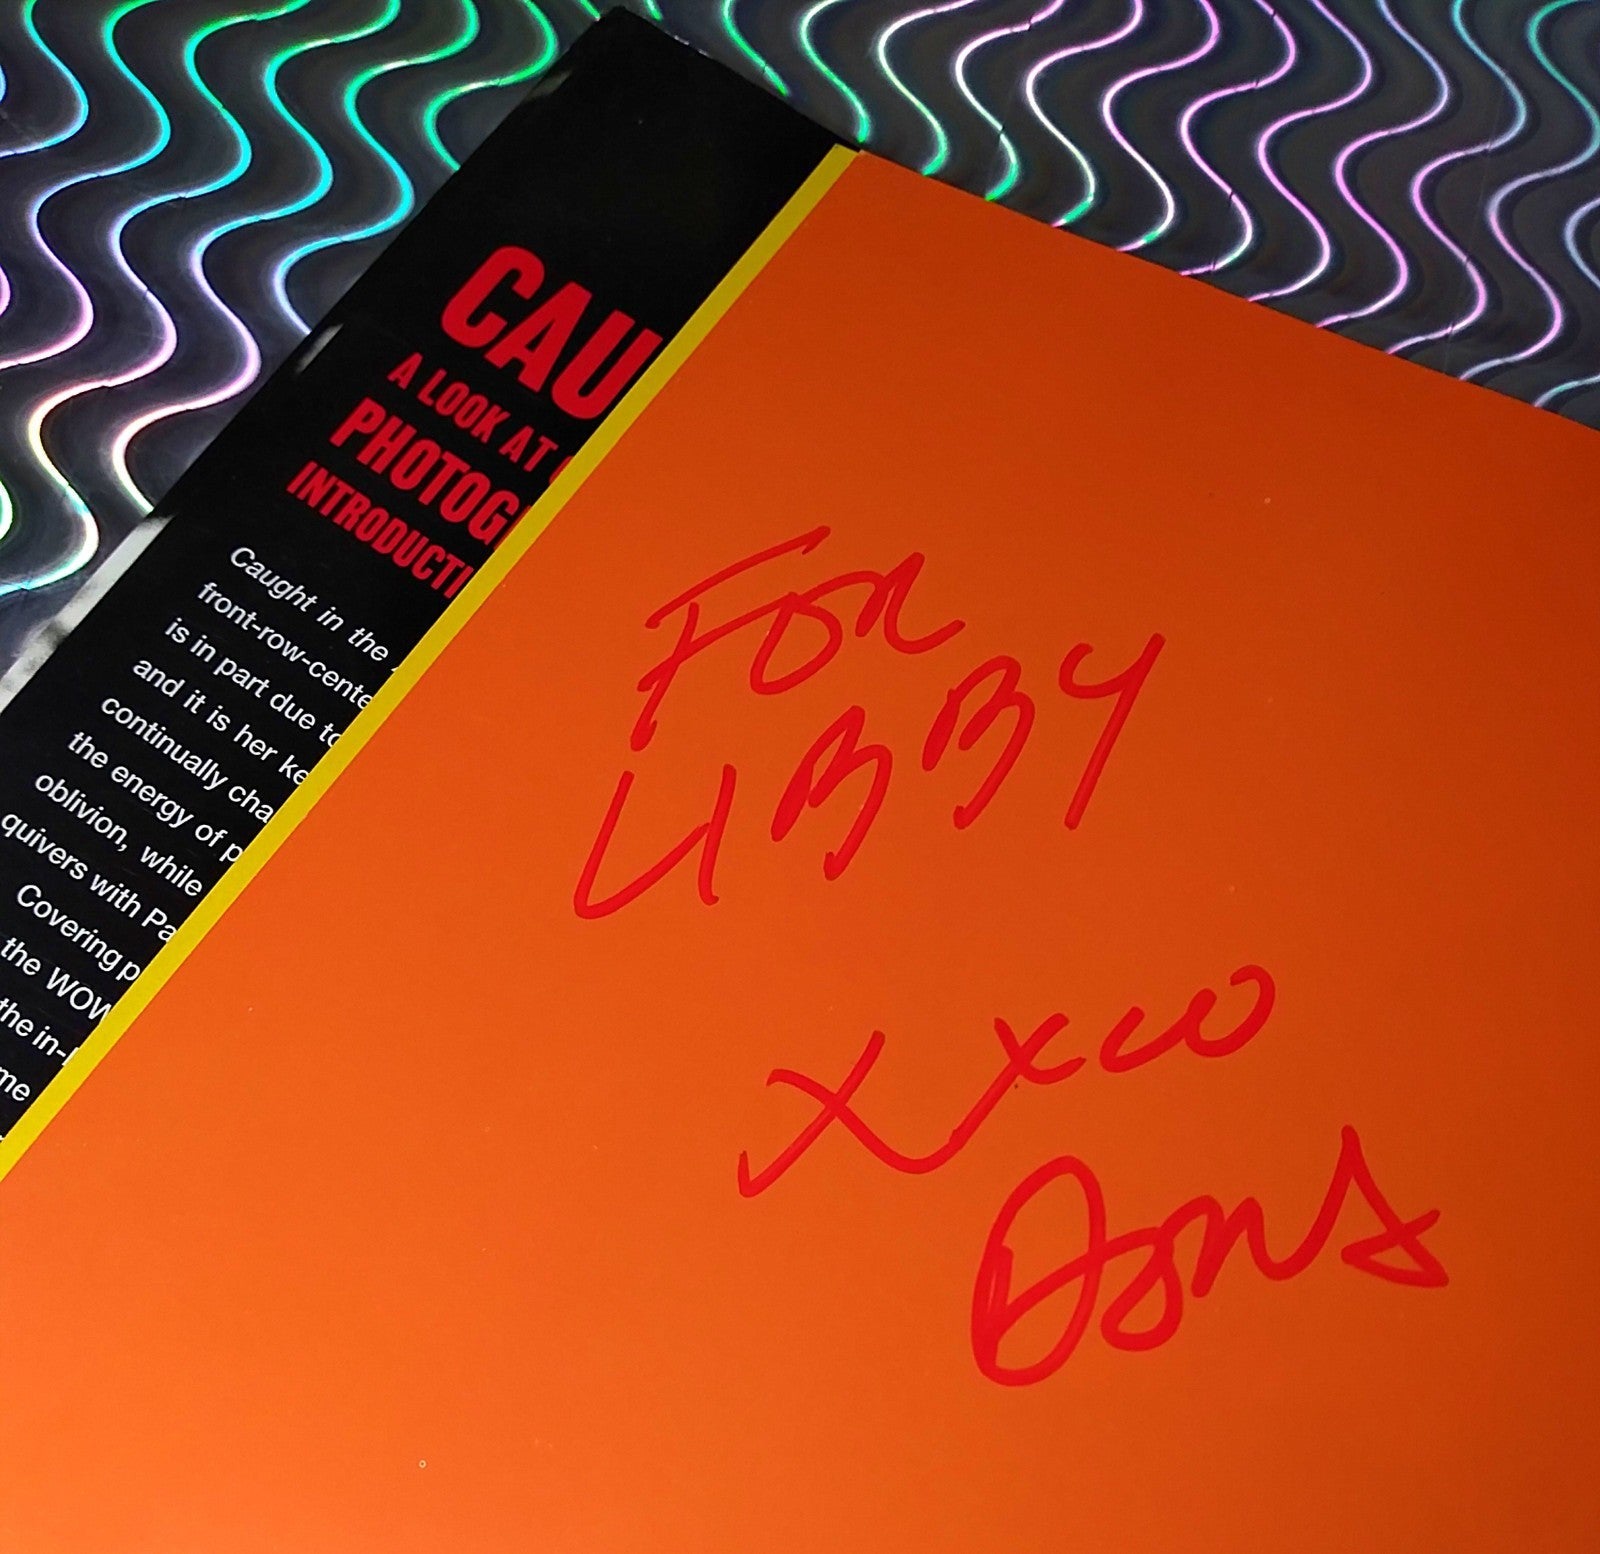 CAU
A LOOK AT
PHOTOG
INTRODUCTI
Caught in the
front-row-cente
is in part due to
and it is her ke
continually cha
the energy of p
oblivion, while
quivers with Pa
Covering p
the WOW
the in-
me
FOR
LIBBY
XXOO